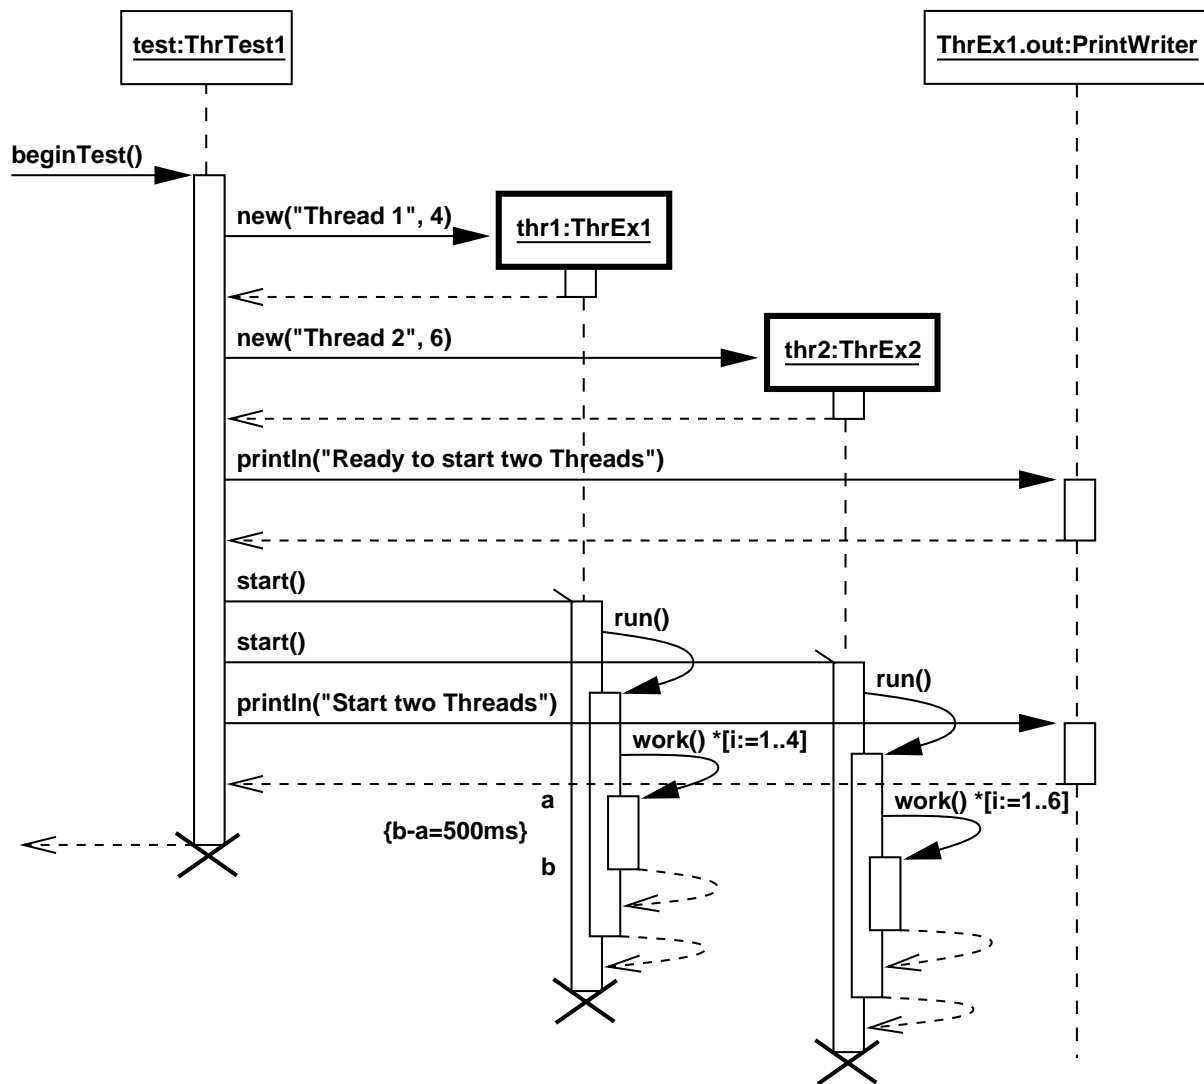 test:ThrTest1
ThrEx1.out:PrintWriter
beginTest()
new("Thread 1", 4)
thr1:ThrEx1
new("Thread 2", 6)
thr2:ThrEx2
println("Ready to start two Threads")
start()
run()
start()
run()
println("Start two Threads")
work() *[i:=1..4]
a
work() *[i:=1..6]
{b-a=500ms}
b